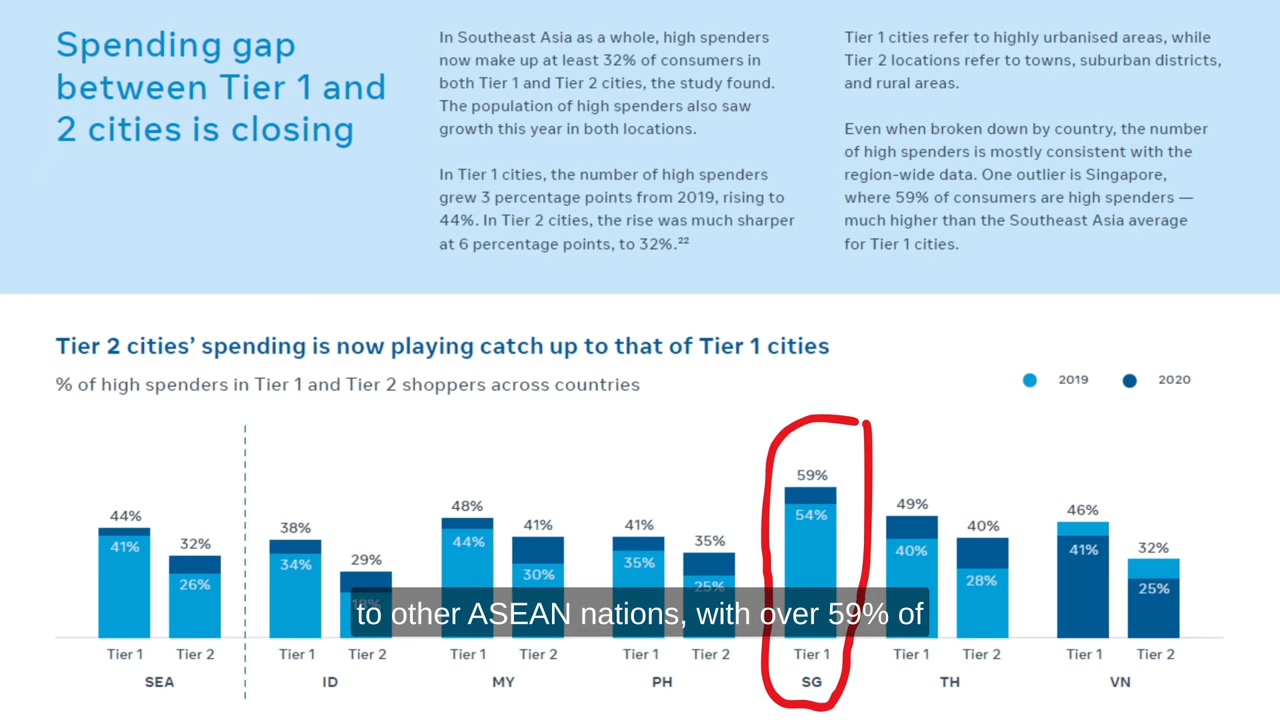 Spending gap
between Tier 1 and
2 cities is closing
In Southeast Asia as a whole, high spenders
now make up at least 32% of consumers in
both Tier 1 and Tier 2 cities, the study found.
The population of high spenders also saw
growth this year in both locations.
In Tier 1 cities, the number of high spenders
grew 3 percentage points from 2019, rising to
44%. In Tier 2 cities, the rise was much sharper
at 6 percentage points, to 32%.²²
Tier 1 cities refer to highly urbanised areas, while
Tier 2 locations refer to towns, suburban districts,
and rural areas.
Even when broken down by country, the number
of high spenders is mostly consistent with the
region-wide data. One outlier is Singapore,
where 59% of consumers are high spenders —
much higher than the Southeast Asia average
for Tier 1 cities.
Tier 2 cities’ spending is now playing catch up to that of Tier 1 cities
% of high spenders in Tier 1 and Tier 2 shoppers across countries
2019 2020
44% 32% 38% 29% 48% 41% 41% 35% 59% 49% 40% 46% 32%
41% 26% 34% 18% 44% 30% 35% 25% 54% 40% 28% 41% 25%
to other ASEAN nations, with over 59% of
Tier 1 Tier 2 Tier 1 Tier 2 Tier 1 Tier 2 Tier 1 Tier 2 Tier 1 Tier 1 Tier 2 Tier 1 Tier 2
SEA ID MY PH SG TH VN